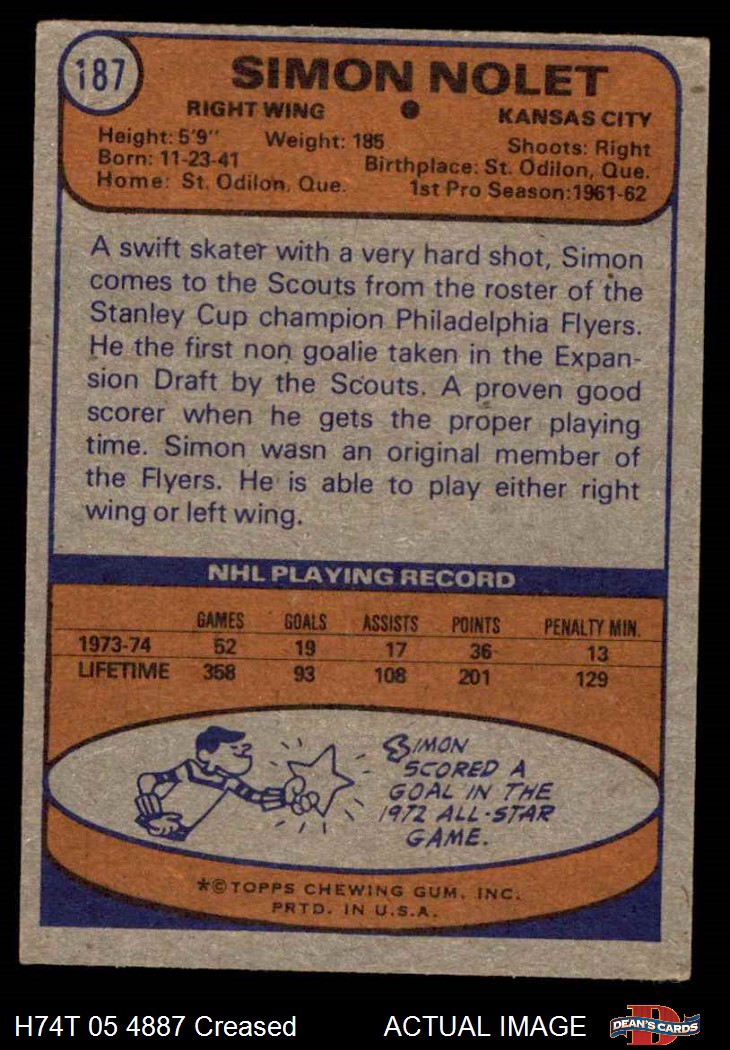 187
SIMON NOLET
RIGHT WING KANSAS CITY
Height: 5'9" Weight: 185 Shoots: Right
Born: 11-23-41 Birthplace: St. Odilon, Que.
Home: St. Odilon, Que. 1st Pro Season:1961-62
A swift skater with a very hard shot, Simon
comes to the Scouts from the roster of the
Stanley Cup champion Philadelphia Flyers.
He the first non goalie taken in the Expan-
sion Draft by the Scouts. A proven good
scorer when he gets the proper playing
time. Simon wasn an original member of
the Flyers. He is able to play either right
wing or left wing.
NHL PLAYING RECORD
GAMES GOALS ASSISTS POINTS PENALTY MIN.
1973-74 52 19 17 36 13
LIFETIME 358 93 108 201 129
SIMON
SCORED A
GOAL IN THE
1972 ALL-STAR
GAME.
*©TOPPS CHEWING GUM, INC.
PRTD. IN U.S.A.
H74T 05 4887 Creased ACTUAL IMAGE
D
DEAN'S CARDS